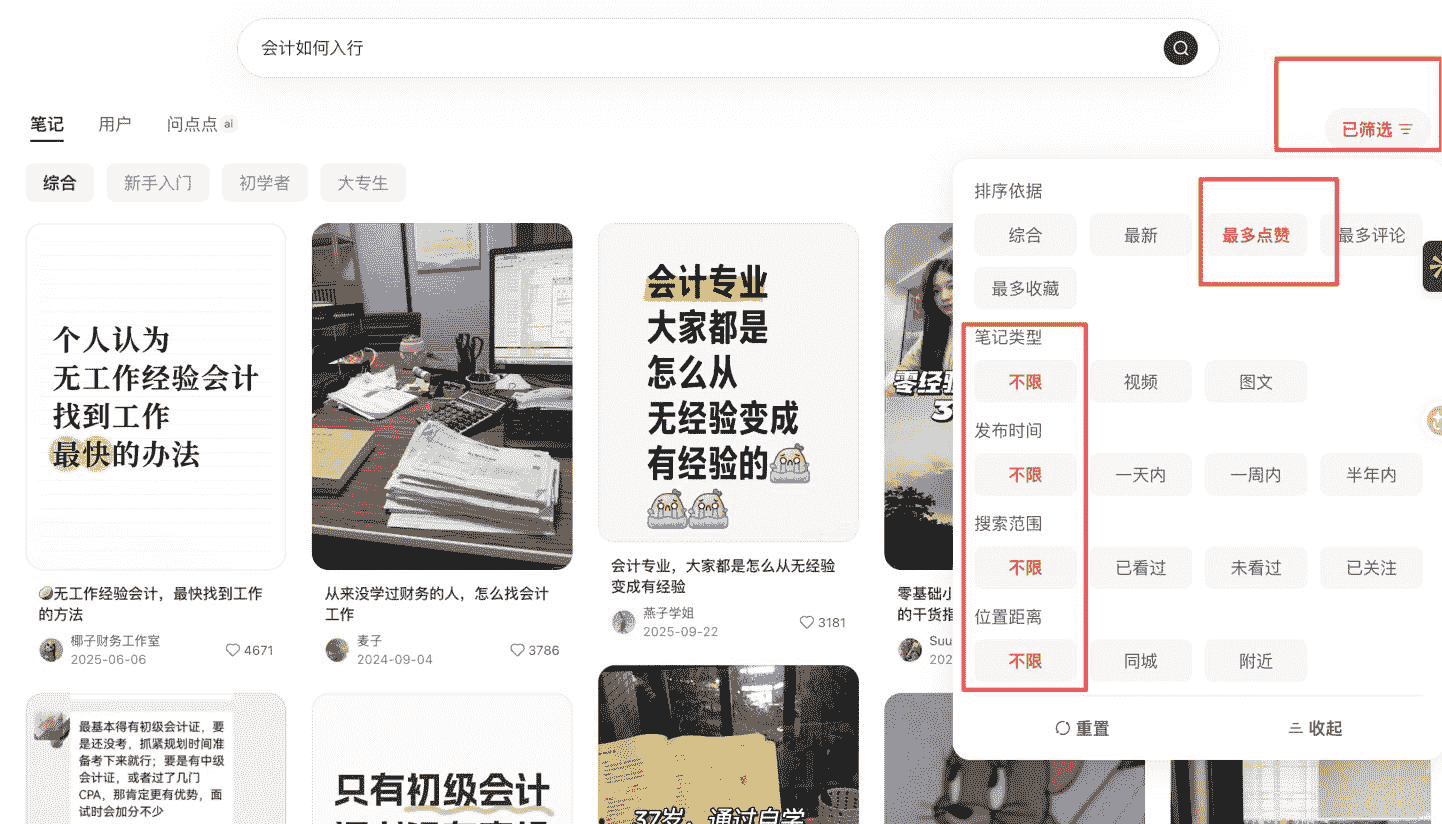 会计如何入行
笔记
用户
问点点 ai
已筛选
综合
新手入门
初学者
大专生
排序依据
综合
最新
最多点赞
最多评论
最多收藏
笔记类型
不限
视频
图文
发布时间
不限
一天内
一周内
半年内
搜索范围
不限
已看过
未看过
已关注
位置距离
不限
同城
附近
重置
收起
个人认为
无工作经验会计
找到工作
最快的办法
无工作经验会计，最快找到工作
的方法
椰子财务工作室
2025-06-06
4671
从来没学过财务的人，怎么找会计
工作
麦子
2024-09-04
3786
会计专业
大家都是
怎么从
无经验变成
有经验的
会计专业，大家都是怎么从无经验
变成有经验
燕子学姐
2025-09-22
3181
零经
3
零基础小
的干货指
Suu
202
最基本得有初级会计证，要
是还没考，抓紧规划时间准
备考下来就行；要是有中级
会计证，或者过了几门
CPA，那肯定更有优势，面
试时会加分不少
只有初级会计
37岁，通过自学